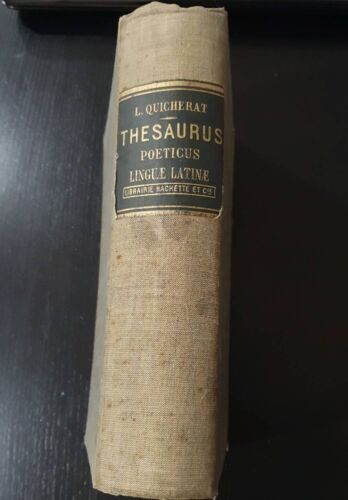 L. QUICHERAT
THESAURUS
POETICUS
LINGUÆ LATINÆ
LIBRAIRIE HACHETTE ET Cie